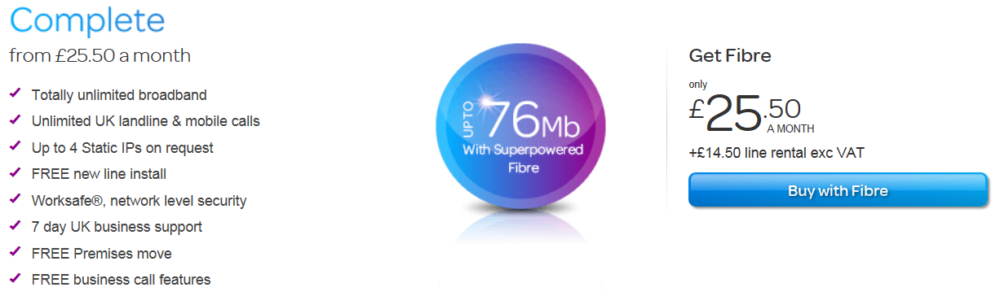 Complete
from £25.50 a month
Totally unlimited broadband
Unlimited UK landline & mobile calls
Up to 4 Static IPs on request
FREE new line install
Worksafe®, network level security
7 day UK business support
FREE Premises move
FREE business call features
UPTO
76Mb
With Superpowered
Fibre
Get Fibre
only
£25.50
A MONTH
+£14.50 line rental exc VAT
Buy with Fibre